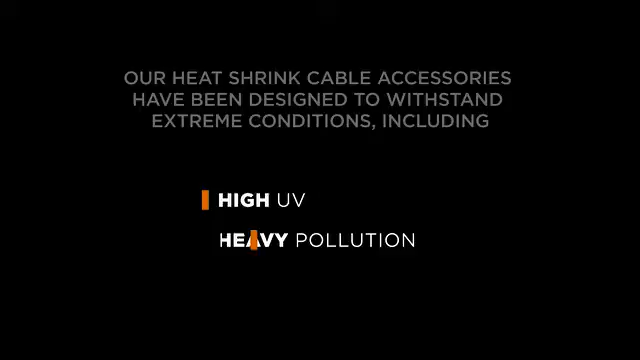 OUR HEAT SHRINK CABLE ACCESSORIES
HAVE BEEN DESIGNED TO WITHSTAND
EXTREME CONDITIONS, INCLUDING
HIGH UV
HEAVY POLLUTION